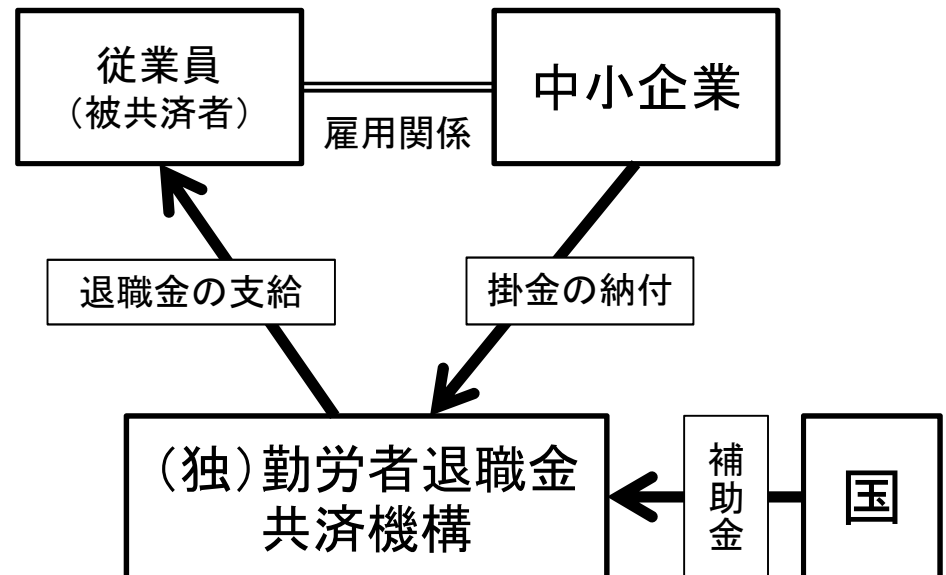 従業員
（被共済者）
中小企業
雇用関係
退職金の支給
掛金の納付
（独）勤労者退職金
共済機構
補助金
国